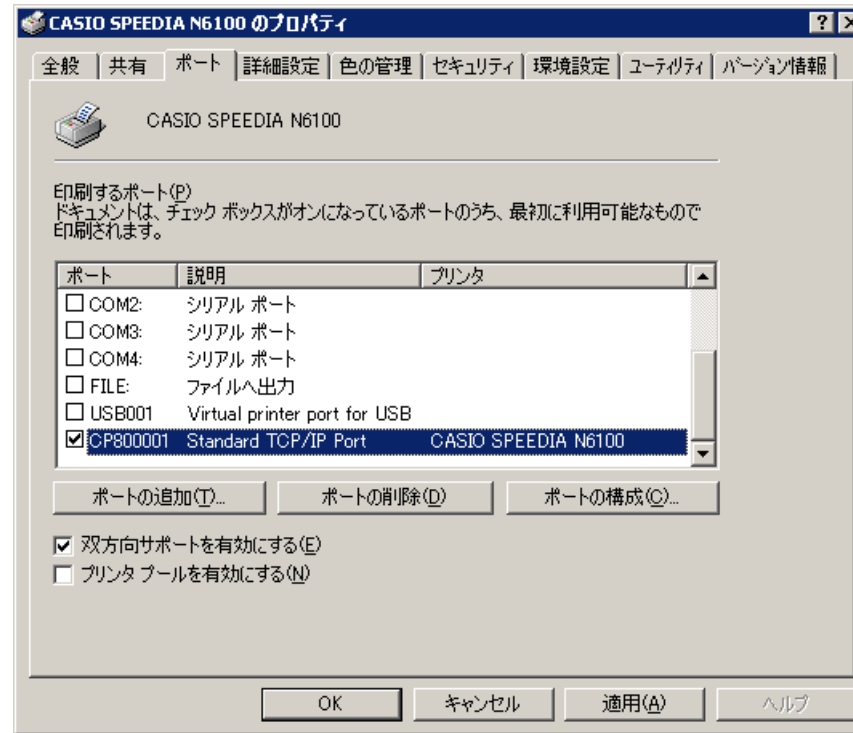 CASIO SPEEDIA N6100 のプロパティ
全般 共有 ポート 詳細設定 色の管理 セキュリティ 環境設定 ユーティリティ バージョン情報
CASIO SPEEDIA N6100
印刷するポート(P)
ドキュメントは、チェック ボックスがオンになっているポートのうち、最初に利用可能なもので
印刷されます。
ポート 説明 プリンタ
COM2: シリアル ポート
COM3: シリアル ポート
COM4: シリアル ポート
FILE: ファイルへ出力
USB001 Virtual printer port for USB
CP800001 Standard TCP/IP Port CASIO SPEEDIA N6100
ポートの追加(T)... ポートの削除(D) ポートの構成(C)...
双方向サポートを有効にする(E)
プリンタ プールを有効にする(N)
OK キャンセル 適用(A) ヘルプ